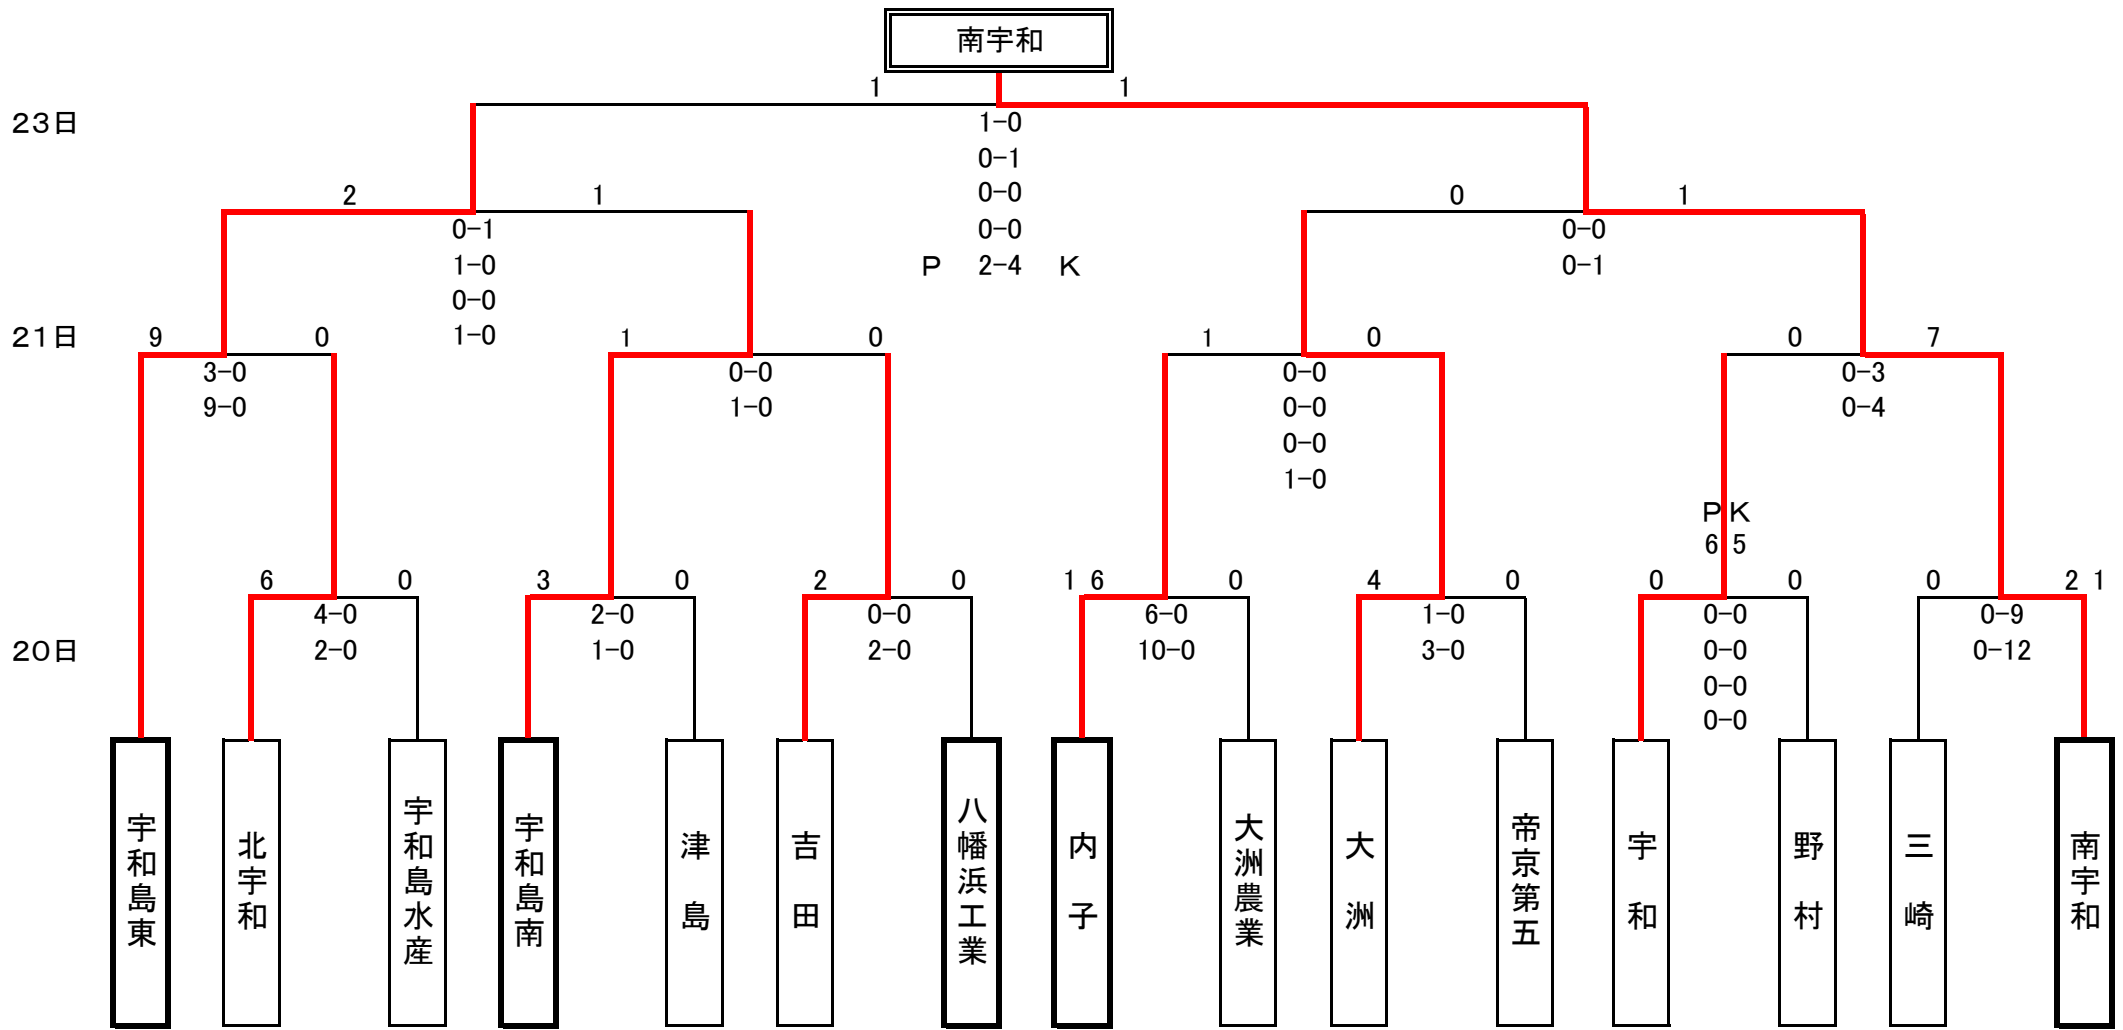 南宇和
1 1
23日
1-0
0-1
2 1 0-0 0 1
0-1 0-0 0-0
1-0 P 2-4 K 0-1
0-0
21日 9 0 1-0 1 0 1 0 0 7
3-0 0-0 0-0 0-3
9-0 1-0 0-0 0-4
0-0
1-0
PK
6 5
6 0 3 0 2 0 1 6 0 4 0 0 0 0 2 1
4-0 2-0 0-0 6-0 1-0 0-0 0-9
20日 2-0 1-0 2-0 10-0 3-0 0-0 0-12
0-0
0-0
宇和島東
北宇和
宇和島水産
宇和島南
津島
吉田
八幡浜工業
内子
大洲農業
大洲
帝京第五
宇和
野村
三崎
南宇和